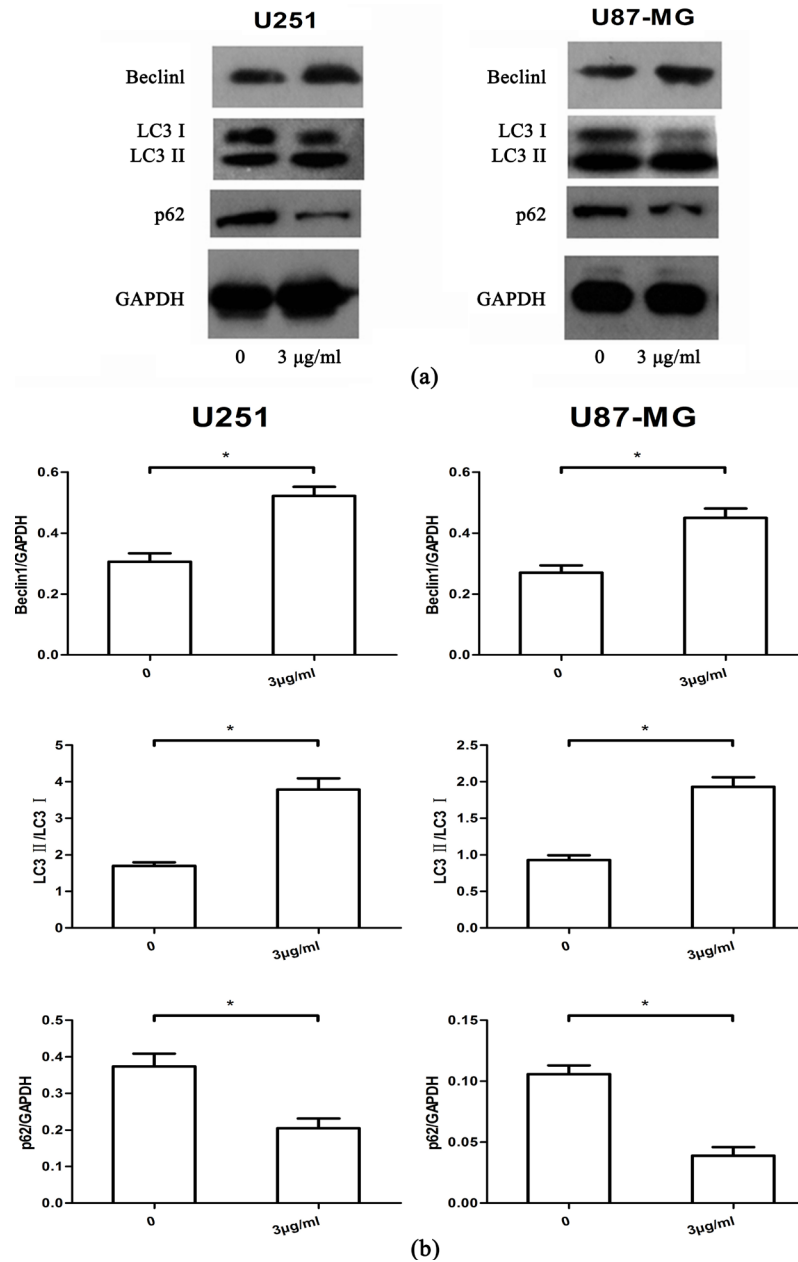 U251 U87-MG
Beclinl Beclinl
LC3 I LC3 I
LC3 II LC3 II
p62 p62
GAPDH GAPDH
0 3 μg/ml 0 3 μg/ml
(a)
U251 U87-MG
Beclin1/GAPDH
0.6
0.4
0.2
0.0
*
0 3μg/ml
Beclin1/GAPDH
0.6
0.4
0.2
0.0
*
0 3μg/ml
LC3 Ⅱ/LC3 Ⅰ
5
4
3
2
1
0
*
0 3μg/ml
LC3 Ⅱ/LC3 Ⅰ
2.5
2.0
1.5
1.0
0.5
0.0
*
0 3μg/ml
p62/GAPDH
0.5
0.4
0.3
0.2
0.1
0.0
*
0 3μg/ml
p62/GAPDH
0.15
0.10
0.05
0.00
*
0 3μg/ml
(b)